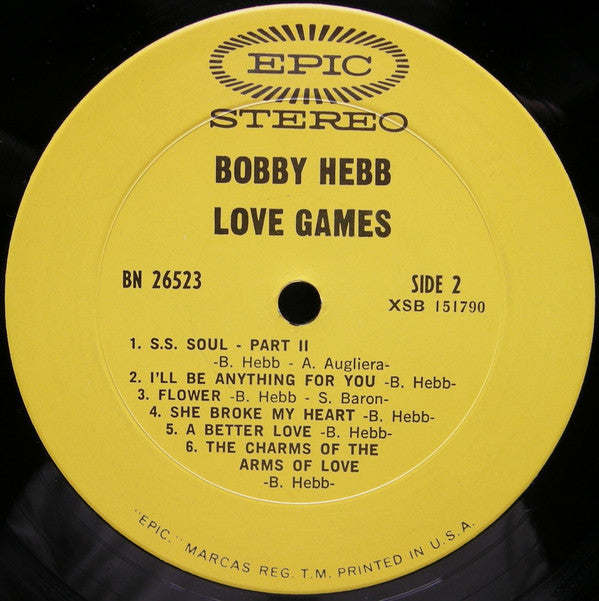 EPIC
STEREO
BOBBY HEBB
LOVE GAMES
BN 26523
SIDE 2
XSB 151790
1. S.S. SOUL - PART II
-B. Hebb - A. Augliera-
2. I'LL BE ANYTHING FOR YOU -B. Hebb-
3. FLOWER -B. Hebb - S. Baron-
4. SHE BROKE MY HEART -B. Hebb-
5. A BETTER LOVE -B. Hebb-
6. THE CHARMS OF THE
ARMS OF LOVE
-B. Hebb-
"EPIC," MARCAS REG. T.M. PRINTED IN U.S.A.